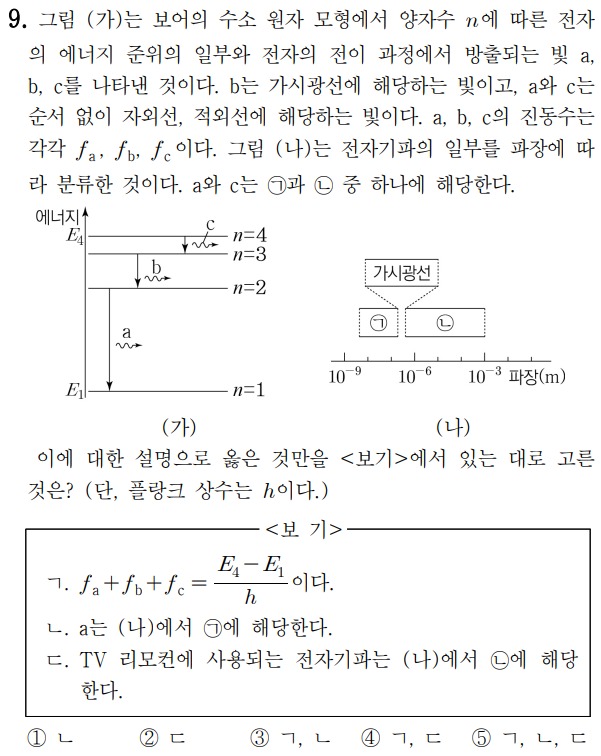 9. 그림 (가)는 보어의 수소 원자 모형에서 양자수 n에 따른 전자
의 에너지 준위의 일부와 전자의 전이 과정에서 방출되는 빛 a,
b, c를 나타낸 것이다. b는 가시광선에 해당하는 빛이고, a와 c는
순서 없이 자외선, 적외선에 해당하는 빛이다. a, b, c의 진동수는
각각 fₐ, f_b, f_c이다. 그림 (나)는 전자기파의 일부를 파장에 따
라 분류한 것이다. a와 c는 ㉠과 ㉡ 중 하나에 해당한다.
에너지
E₄
c
n=4
n=3
b
n=2
a
E₁
n=1
(가)
가시광선
㉠
㉡
10⁻⁹
10⁻⁶
10⁻³ 파장(m)
(나)
이에 대한 설명으로 옳은 것만을 <보기>에서 있는 대로 고른
것은? (단, 플랑크 상수는 h이다.)
<보 기>
ㄱ. fₐ+f_b+f_c = (E₄-E₁)/h 이다.
ㄴ. a는 (나)에서 ㉠에 해당한다.
ㄷ. TV 리모컨에 사용되는 전자기파는 (나)에서 ㉡에 해당
한다.
① ㄴ ② ㄷ ③ ㄱ, ㄴ ④ ㄱ, ㄷ ⑤ ㄱ, ㄴ, ㄷ